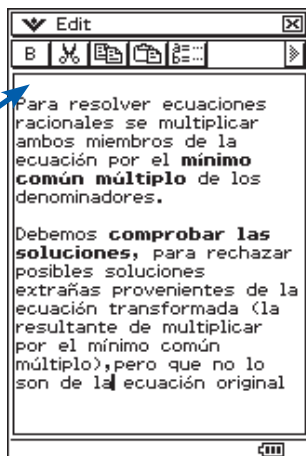 Edit
B
Para resolver ecuaciones
racionales se multiplicar
ambos miembros de la
ecuación por el mínimo
común múltiplo de los
denominadores.
Debemos comprobar las
soluciones, para rechazar
posibles soluciones
extrañas provenientes de la
ecuación transformada (la
resultante de multiplicar
por el mínimo común
múltiplo),pero que no lo
son de la ecuación original